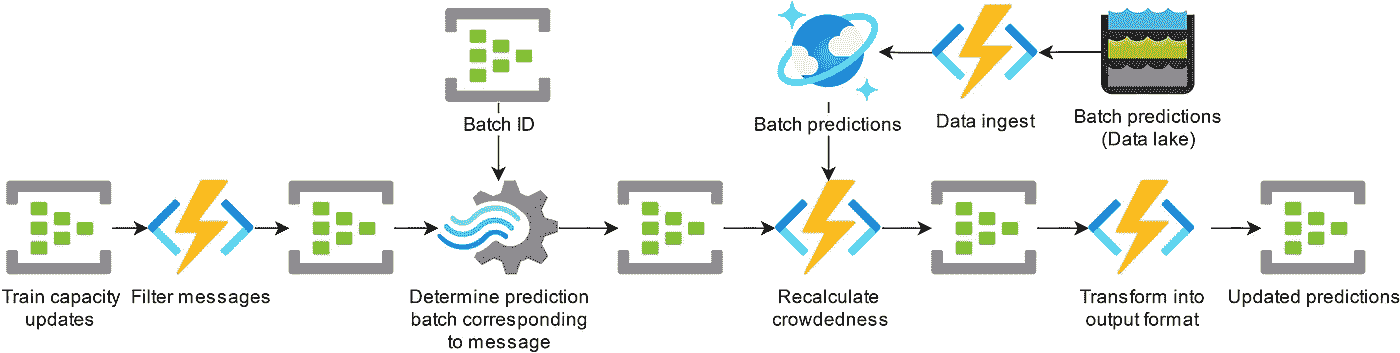 Batch ID
Batch predictions
Data ingest
Batch predictions
(Data lake)
Train capacity
updates
Filter messages
Determine prediction
batch corresponding
to message
Recalculate
crowdedness
Transform into
output format
Updated predictions